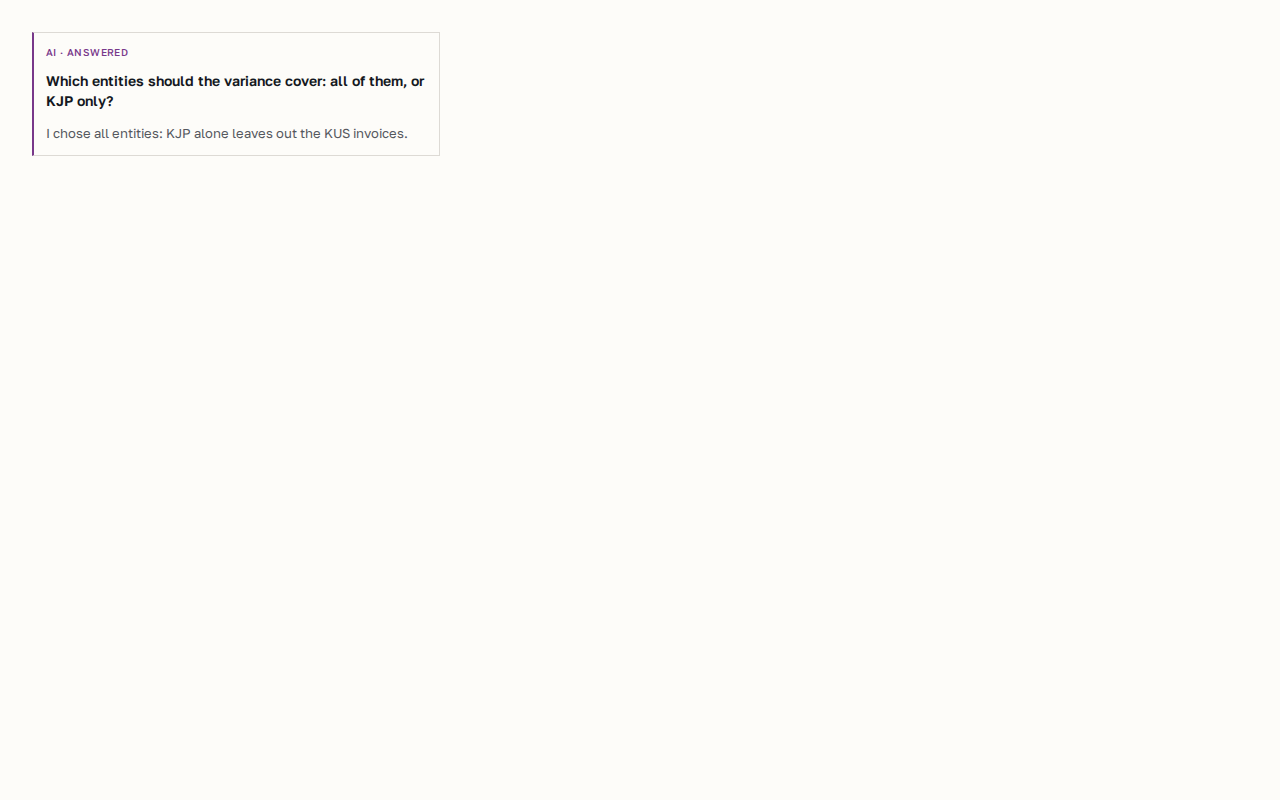 AI · ANSWERED
Which entities should the variance cover: all of them, or
KJP only?
I chose all entities: KJP alone leaves out the KUS invoices.